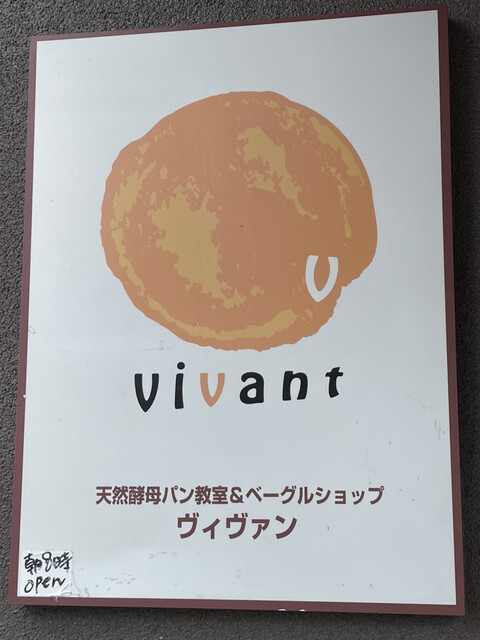 v
vivant
天然酵母パン教室&ベーグルショップ
ヴィヴァン
朝8時
open